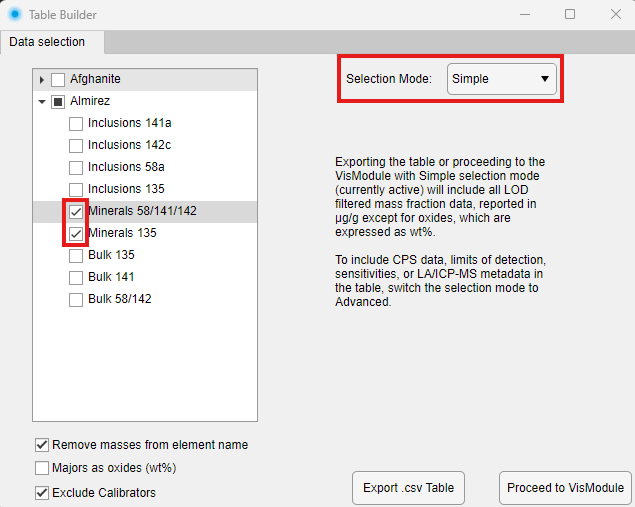 Table Builder
Data selection
Afghanite
Almirez
Inclusions 141a
Inclusions 142c
Inclusions 58a
Inclusions 135
Minerals 58/141/142
Minerals 135
Bulk 135
Bulk 141
Bulk 58/142
Remove masses from element name
Majors as oxides (wt%)
Exclude Calibrators
Selection Mode: Simple
Exporting the table or proceeding to the
VisModule with Simple selection mode
(currently active) will include all LOD
filtered mass fraction data, reported in
µg/g except for oxides, which are
expressed as wt%.
To include CPS data, limits of detection,
sensitivities, or LA/ICP-MS metadata in
the table, switch the selection mode to
Advanced.
Export .csv Table
Proceed to VisModule